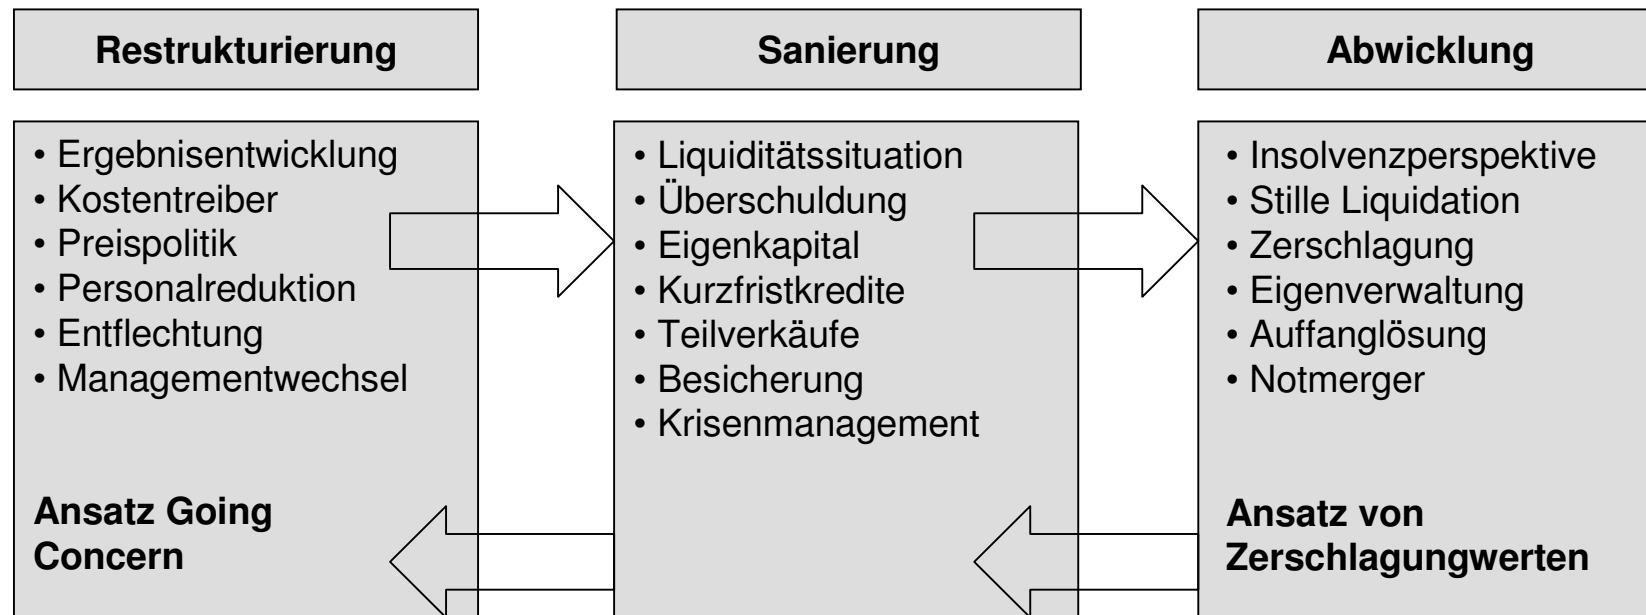 Restrukturierung
Sanierung
Abwicklung
• Ergebnisentwicklung
• Kostentreiber
• Preispolitik
• Personalreduktion
• Entflechtung
• Managementwechsel
Ansatz Going
Concern
• Liquiditätssituation
• Überschuldung
• Eigenkapital
• Kurzfristkredite
• Teilverkäufe
• Besicherung
• Krisenmanagement
• Insolvenzperspektive
• Stille Liquidation
• Zerschlagung
• Eigenverwaltung
• Auffanglösung
• Notmerger
Ansatz von
Zerschlagungwerten